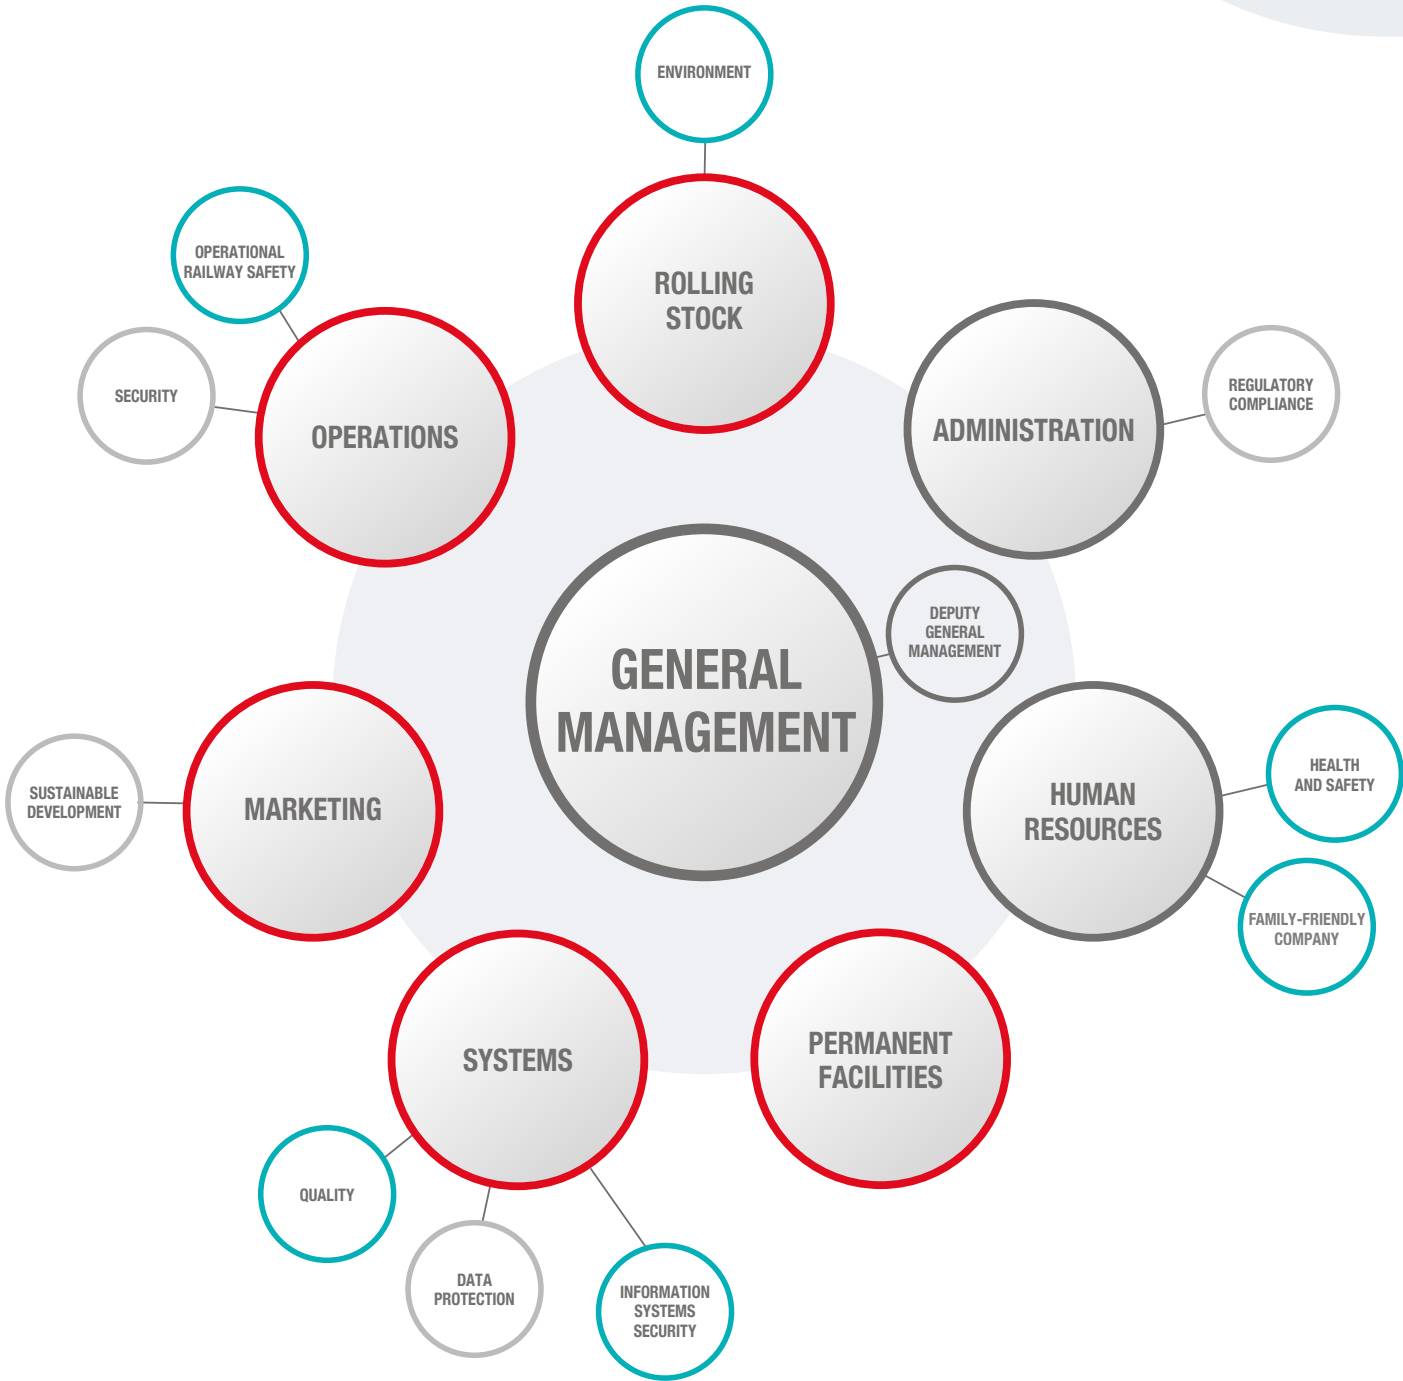 ENVIRONMENT
OPERATIONAL
RAILWAY SAFETY
ROLLING
STOCK
SECURITY
OPERATIONS
ADMINISTRATION
REGULATORY
COMPLIANCE
DEPUTY
GENERAL
MANAGEMENT
GENERAL
MANAGEMENT
SUSTAINABLE
DEVELOPMENT
MARKETING
HUMAN
RESOURCES
HEALTH
AND SAFETY
FAMILY-FRIENDLY
COMPANY
SYSTEMS
PERMANENT
FACILITIES
QUALITY
DATA
PROTECTION
INFORMATION
SYSTEMS
SECURITY